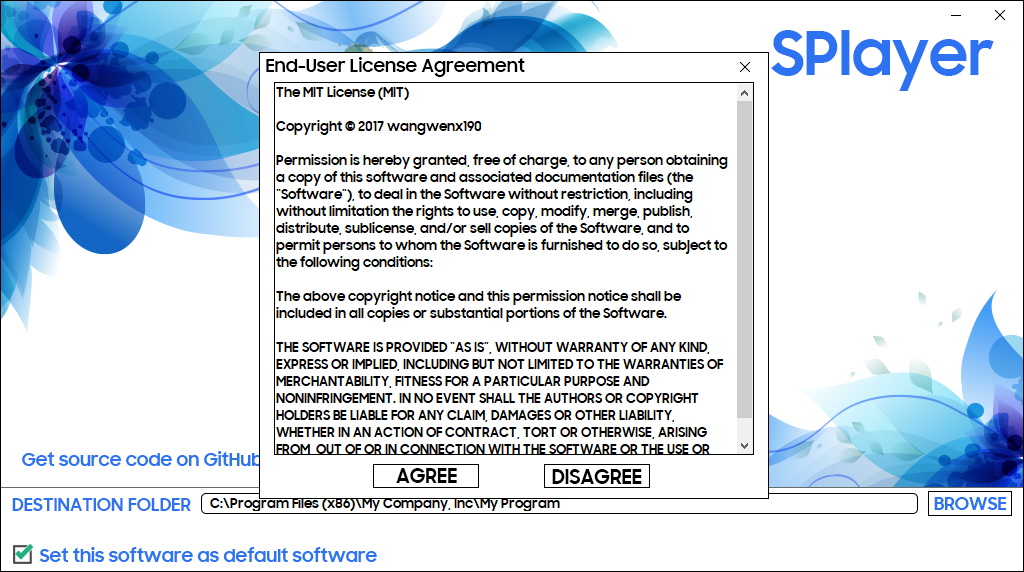 SPlayer
End-User License Agreement
The MIT License (MIT)
Copyright © 2017 wangwenx190
Permission is hereby granted, free of charge, to any person obtaining
a copy of this software and associated documentation files (the
"Software"), to deal in the Software without restriction, including
without limitation the rights to use, copy, modify, merge, publish,
distribute, sublicense, and/or sell copies of the Software, and to
permit persons to whom the Software is furnished to do so, subject to
the following conditions:
The above copyright notice and this permission notice shall be
included in all copies or substantial portions of the Software.
THE SOFTWARE IS PROVIDED "AS IS", WITHOUT WARRANTY OF ANY KIND,
EXPRESS OR IMPLIED, INCLUDING BUT NOT LIMITED TO THE WARRANTIES OF
MERCHANTABILITY, FITNESS FOR A PARTICULAR PURPOSE AND
NONINFRINGEMENT. IN NO EVENT SHALL THE AUTHORS OR COPYRIGHT
HOLDERS BE LIABLE FOR ANY CLAIM, DAMAGES OR OTHER LIABILITY,
WHETHER IN AN ACTION OF CONTRACT, TORT OR OTHERWISE, ARISING
FROM, OUT OF OR IN CONNECTION WITH THE SOFTWARE OR THE USE OR
AGREE DISAGREE
Get source code on GitHub
DESTINATION FOLDER C:\Program Files (x86)\My Company, Inc\My Program BROWSE
Set this software as default software